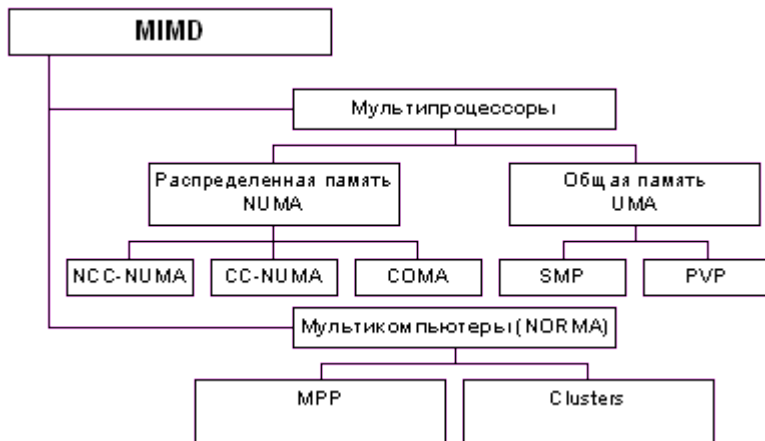 MIMD
Мультипроцессоры
Распределенная память
NUMA
Общая память
UMA
NCC-NUMA
CC-NUMA
COMA
SMP
PVP
Мультикомпьютеры (NORMA)
MPP
Clusters